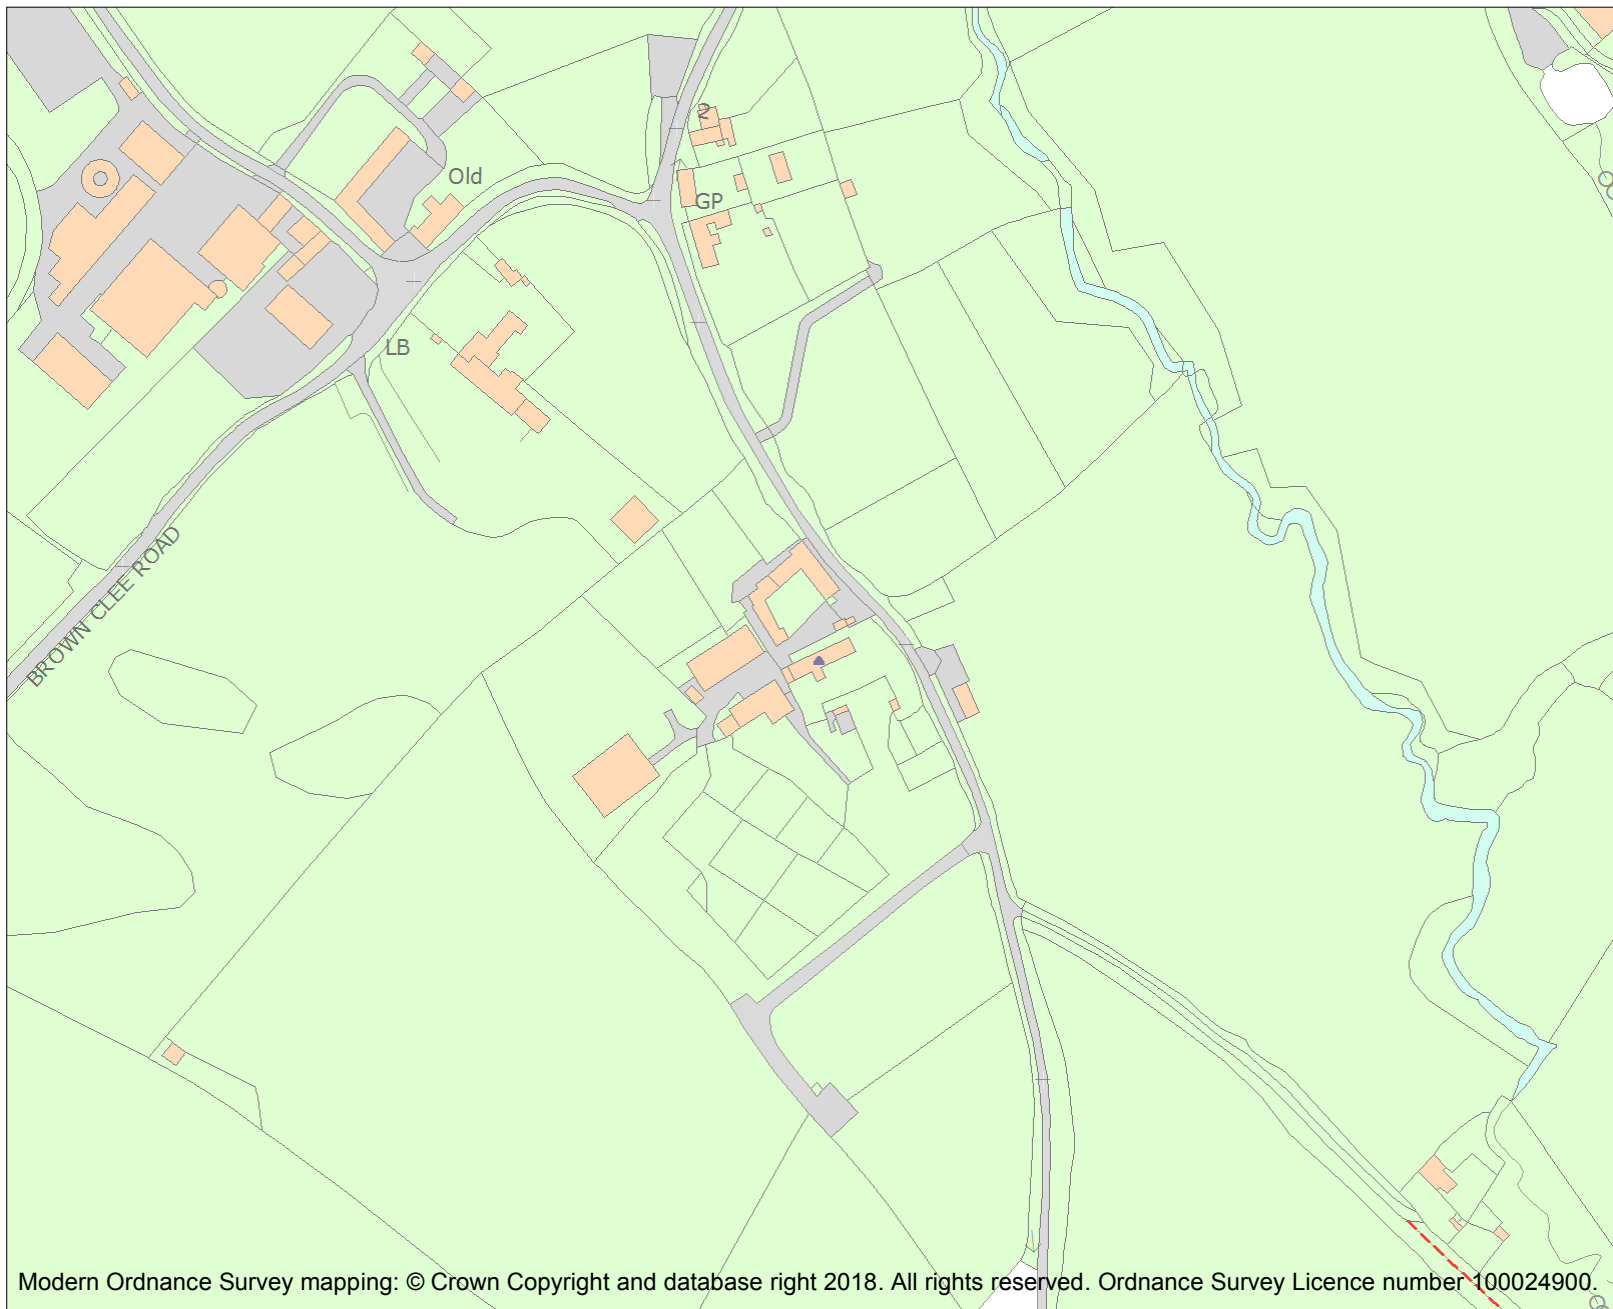 2
Old
GP
LB
BROWN CLEE ROAD
Modern Ordnance Survey mapping: © Crown Copyright and database right 2018. All rights reserved. Ordnance Survey Licence number 100024900.